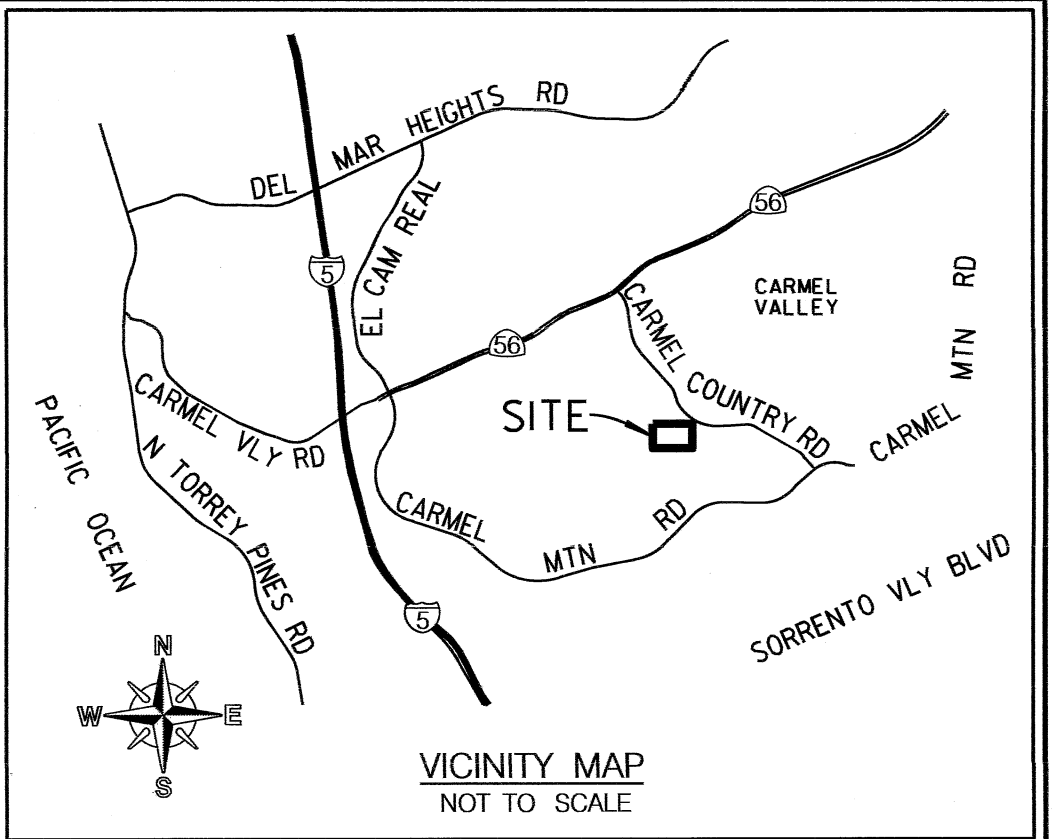 DEL MAR HEIGHTS RD
EL CAM REAL
5
56
56
CARMEL
VALLEY
MTN RD
CARMEL
CARMEL COUNTRY RD
SITE
CARMEL VLY RD
N TORREY PINES RD
PACIFIC OCEAN
CARMEL MTN RD
5
SORRENTO VLY BLVD
N
W E
S
VICINITY MAP
NOT TO SCALE